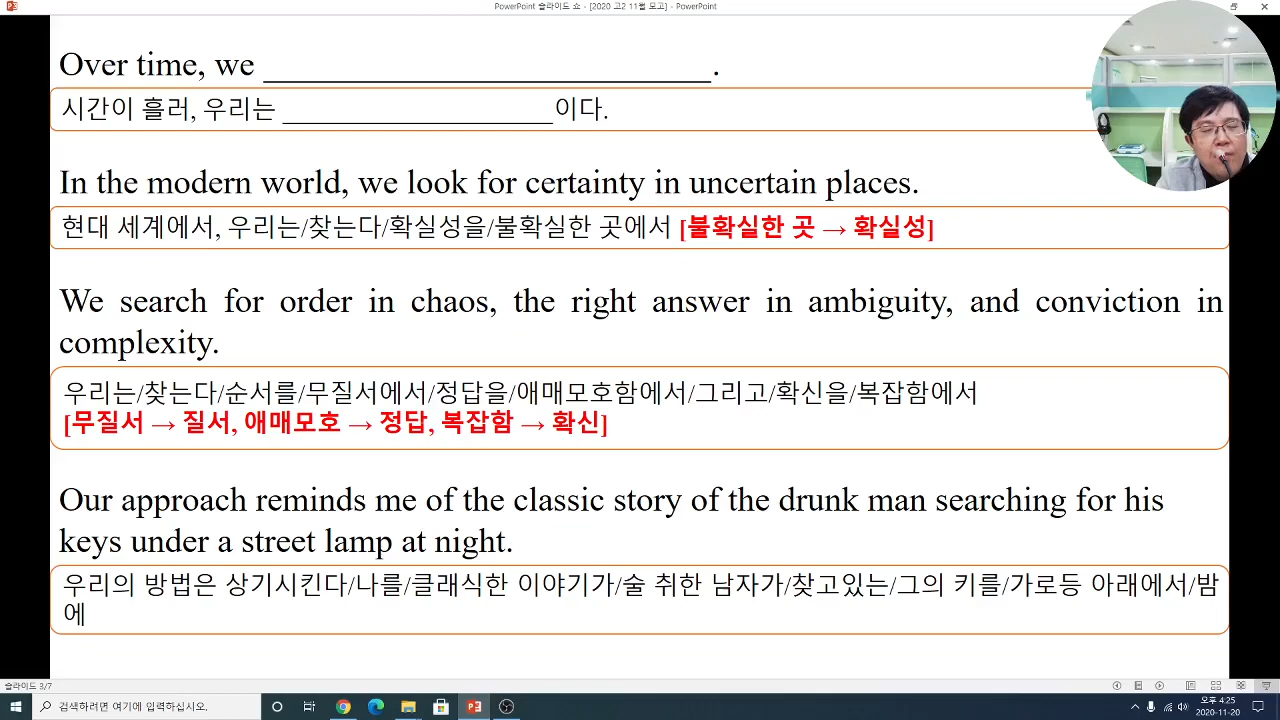 PowerPoint 슬라이드 쇼 - [2020 고2 11월 모고] - PowerPoint
Over time, we ________________________________.
시간이 흘러, 우리는 ____________________이다.
In the modern world, we look for certainty in uncertain places.
현대 세계에서, 우리는/찾는다/확실성을/불확실한 곳에서 [불확실한 곳 → 확실성]
We search for order in chaos, the right answer in ambiguity, and conviction in
complexity.
우리는/찾는다/순서를/무질서에서/정답을/애매모호함에서/그리고/확신을/복잡함에서
[무질서 → 질서, 애매모호 → 정답, 복잡함 → 확신]
Our approach reminds me of the classic story of the drunk man searching for his
keys under a street lamp at night.
우리의 방법은 상기시킨다/나를/클래식한 이야기가/술 취한 남자가/찾고있는/그의 키를/가로등 아래에서/밤
에
슬라이드 3/7
검색하려면 여기에 입력하십시오.
오후 4:25
2020-11-20